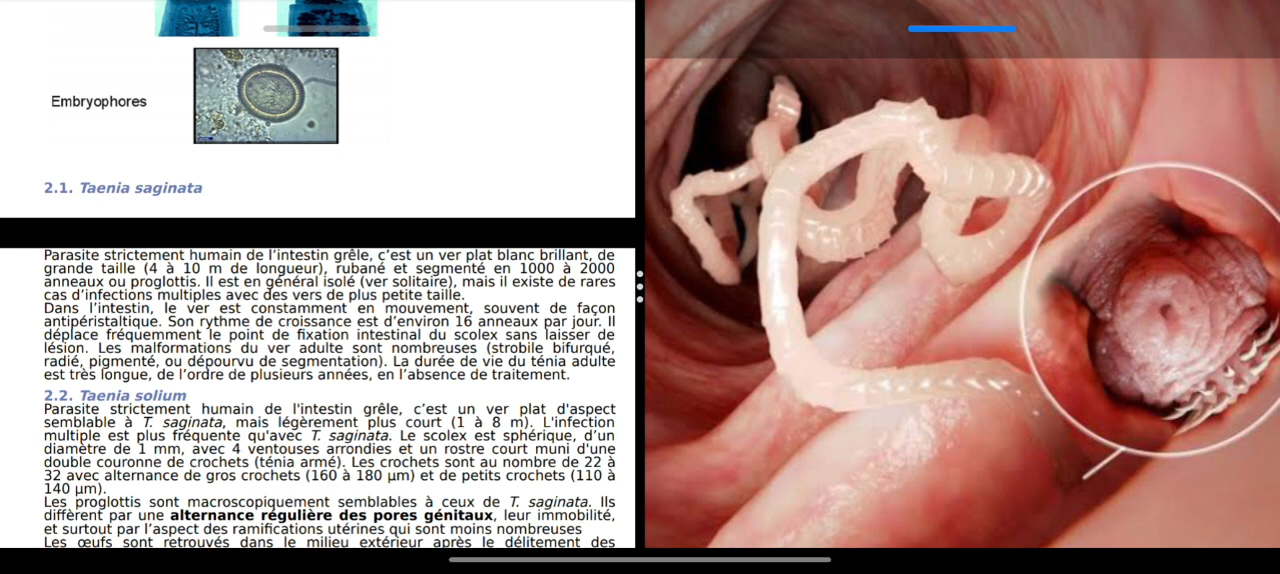 Embryophores
2.1. Taenia saginata
Parasite strictement humain de l’intestin grêle, c’est un ver plat blanc brillant, de
grande taille (4 à 10 m de longueur), rubané et segmenté en 1000 à 2000
anneaux ou proglottis. Il est en général isolé (ver solitaire), mais il existe de rares
cas d’infections multiples avec des vers de plus petite taille.
Dans l’intestin, le ver est constamment en mouvement, souvent de façon
antipéristaltique. Son rythme de croissance est d’environ 16 anneaux par jour. Il
déplace fréquemment le point de fixation intestinal du scolex sans laisser de
lésion. Les malformations du ver adulte sont nombreuses (strobile bifurqué,
radié, pigmenté, ou dépourvu de segmentation). La durée de vie du ténia adulte
est très longue, de l’ordre de plusieurs années, en l’absence de traitement.
2.2. Taenia solium
Parasite strictement humain de l'intestin grêle, c’est un ver plat d'aspect
semblable à T. saginata, mais légèrement plus court (1 à 8 m). L'infection
multiple est plus fréquente qu'avec T. saginata. Le scolex est sphérique, d’un
diamètre de 1 mm, avec 4 ventouses arrondies et un rostre court muni d'une
double couronne de crochets (ténia armé). Les crochets sont au nombre de 22 à
32 avec alternance de gros crochets (160 à 180 µm) et de petits crochets (110 à
140 µm).
Les proglottis sont macroscopiquement semblables à ceux de T. saginata. Ils
diffèrent par une alternance régulière des pores génitaux, leur immobilité,
et surtout par l’aspect des ramifications utérines qui sont moins nombreuses
Les œufs sont retrouvés dans le milieu extérieur après le délitement des